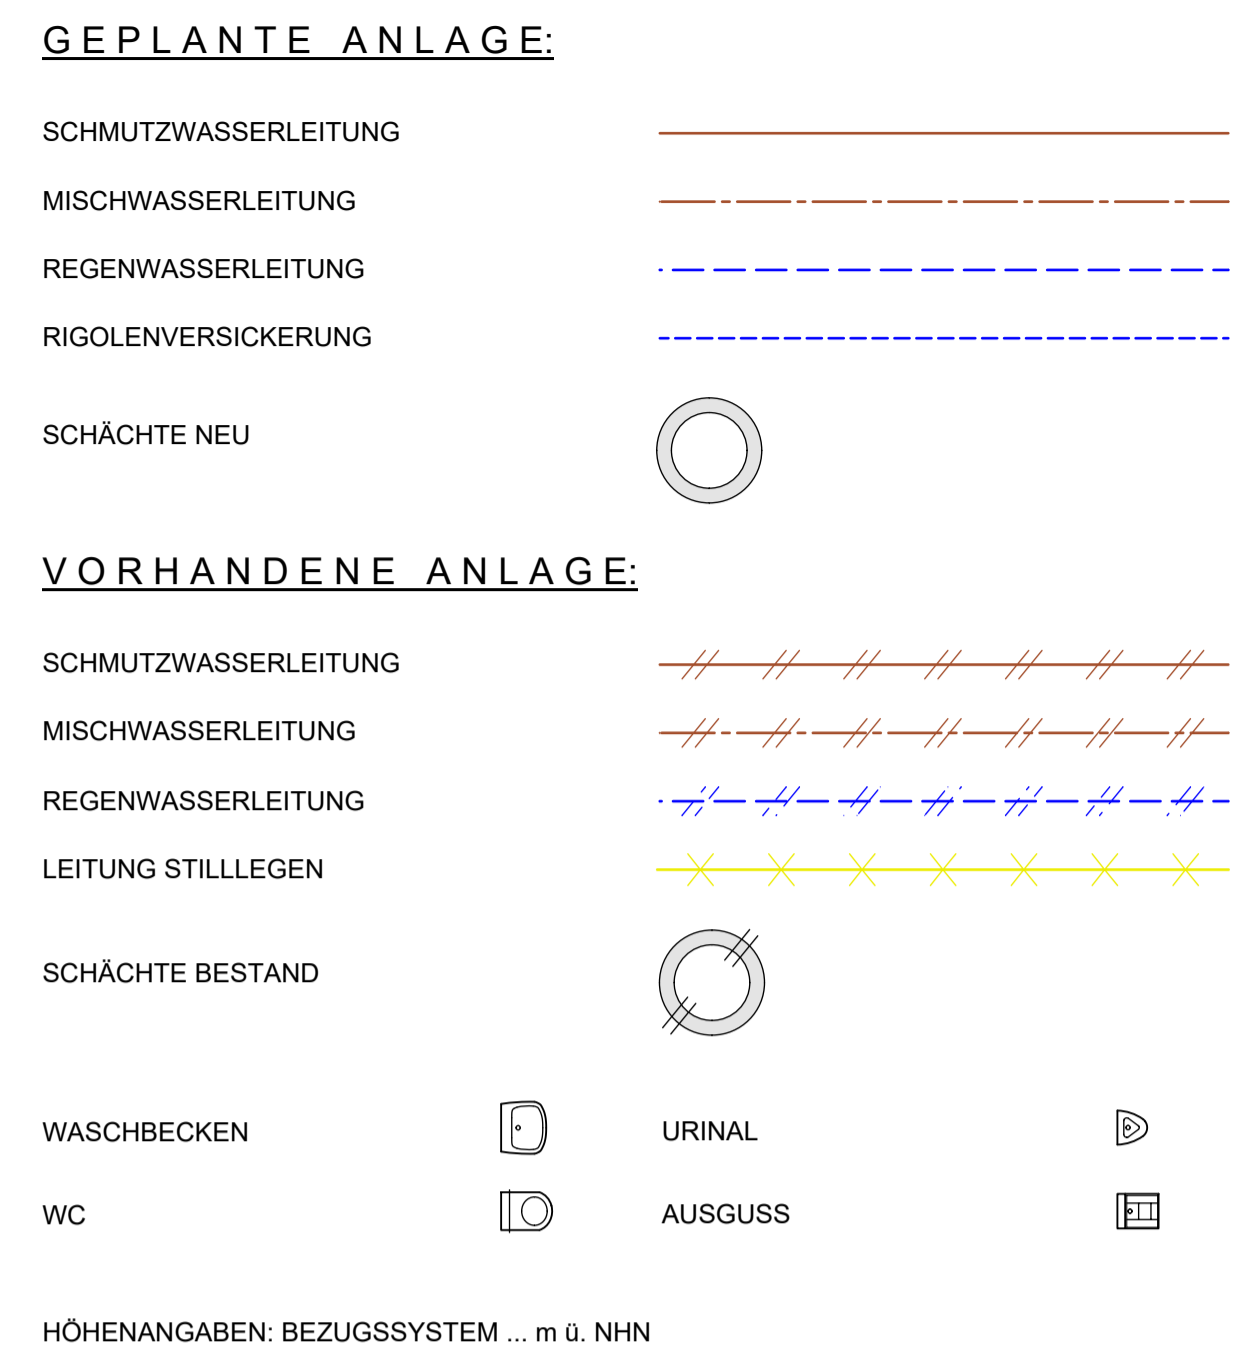 GEPLANTE ANLAGE:
SCHMUTZWASSERLEITUNG
MISCHWASSERLEITUNG
REGENWASSERLEITUNG
RIGOLENVERSICKERUNG
SCHÄCHTE NEU
VORHANDENE ANLAGE:
SCHMUTZWASSERLEITUNG
MISCHWASSERLEITUNG
REGENWASSERLEITUNG
LEITUNG STILLLEGEN
SCHÄCHTE BESTAND
WASCHBECKEN
URINAL
WC
AUSGUSS
HÖHENANGABEN: BEZUGSSYSTEM ... m ü. NHN